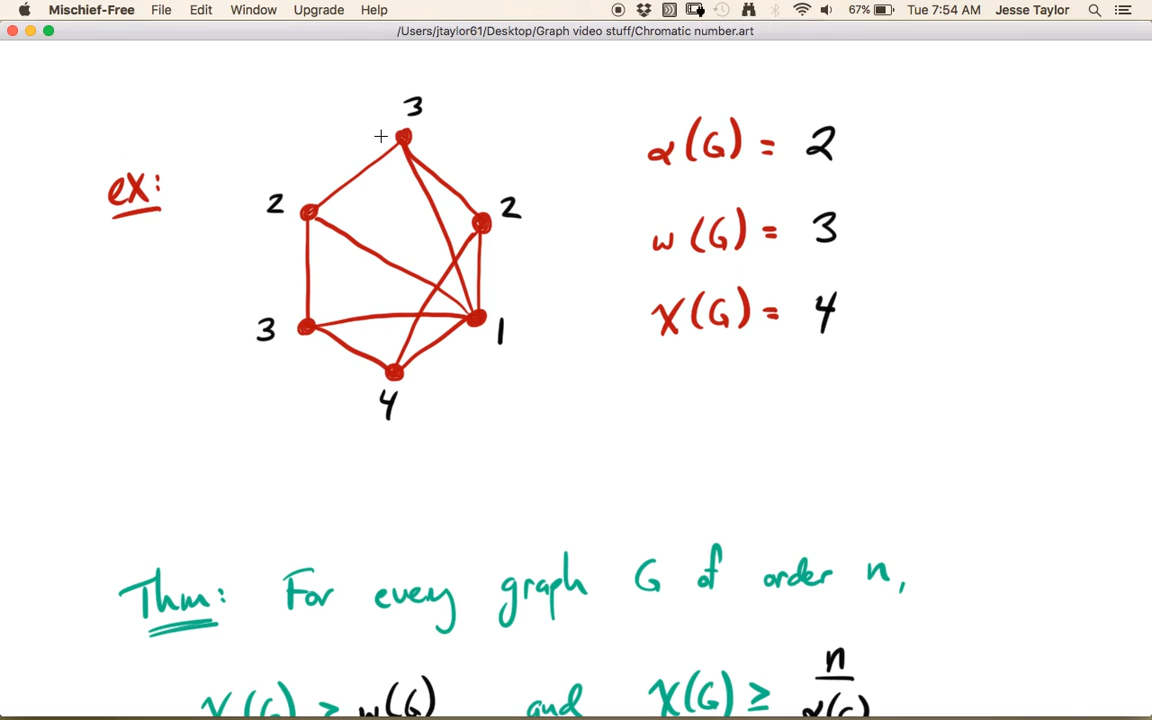 Mischief-Free File Edit Window Upgrade Help 67% Tue 7:54 AM Jesse Taylor
/Users/jtaylor61/Desktop/Graph video stuff/Chromatic number.art
ex:
3
2
2
3
1
4
α(G) = 2
ω(G) = 3
χ(G) = 4
Thm: For every graph G of order n,
χ(G) ≥ ω(G) and χ(G) ≥ n/α(G)